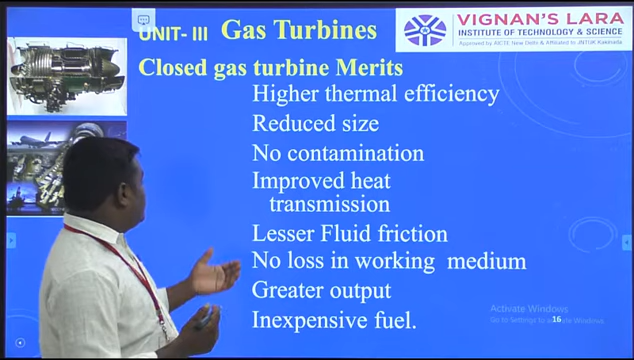 UNIT- III Gas Turbines
VIGNAN'S LARA
INSTITUTE OF TECHNOLOGY & SCIENCE
Approved by AICTE New Delhi & Affiliated to JNTUK Kakinada
Closed gas turbine Merits
Higher thermal efficiency
Reduced size
No contamination
Improved heat
transmission
Lesser Fluid friction
No loss in working medium
Greater output
Inexpensive fuel.
Activate Windows
Go to Settings to activate Windows.
16